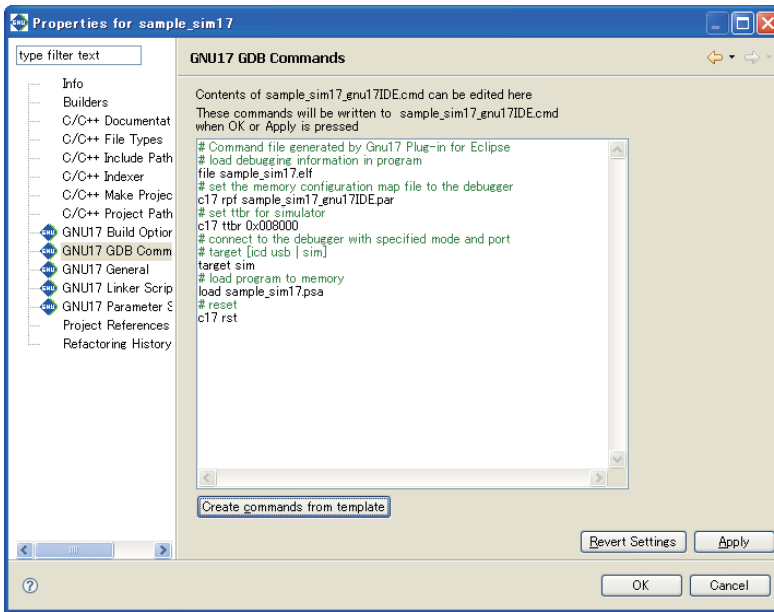 Properties for sample_sim17
type filter text
Info
Builders
C/C++ Documentat
C/C++ File Types
C/C++ Include Path
C/C++ Indexer
C/C++ Make Projec
C/C++ Project Path
GNU17 Build Option
GNU17 GDB Comm
GNU17 General
GNU17 Linker Scrip
GNU17 Parameter S
Project References
Refactoring History
GNU17 GDB Commands
Contents of sample_sim17_gnu17IDE.cmd can be edited here
These commands will be written to sample_sim17_gnu17IDE.cmd
when OK or Apply is pressed
# Command file generated by Gnu17 Plug-in for Eclipse
# load debugging information in program
file sample_sim17.elf
# set the memory configuration map file to the debugger
c17 rpf sample_sim17_gnu17IDE.par
# set ttbr for simulator
c17 ttbr 0x008000
# connect to the debugger with specified mode and port
# target [icd usb | sim]
target sim
# load program to memory
load sample_sim17.psa
# reset
c17 rst
Create commands from template
Revert Settings
Apply
OK
Cancel